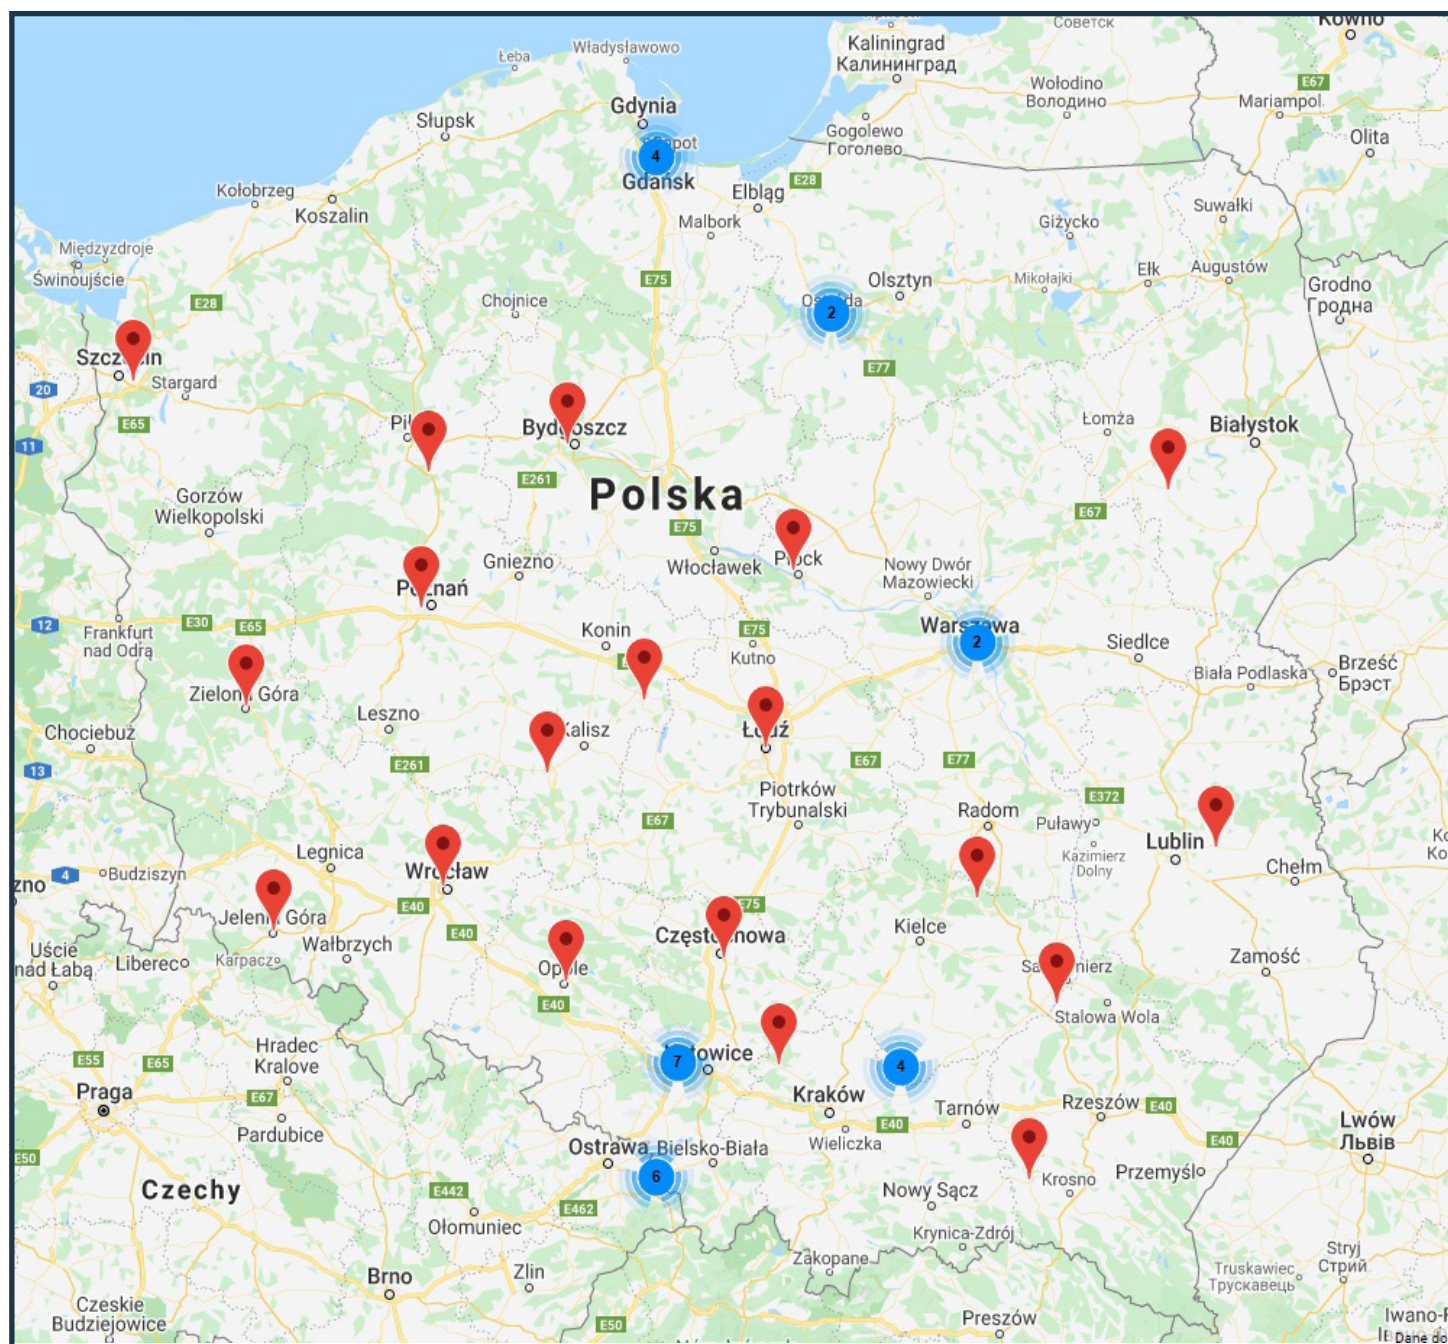 Władysławowo
Советск
Kowno
Łeba
Kaliningrad
Калининград
E67
Wołodino
Володино
Mariampol
Gdynia
Słupsk
Gogolewo
Гоголево
Olita
4
Gdańsk
Elbląg
E28
Kołobrzeg
Koszalin
Malbork
Giżycko
Suwałki
Międzyzdroje
Świnoujście
E75
Olsztyn
Mikołajki
Ełk
Augustów
Grodno
Гродна
E28
Chojnice
2
Szczecin
20
Stargard
E77
E65
Bydgoszcz
Łomża
Białystok
11
E261
Polska
Gorzów
Wielkopolski
E75
E67
Gniezno
Włocławek
Płock
Nowy Dwór
Mazowiecki
Poznań
12
Frankfurt
nad Odrą
E30
E65
Konin
E75
Kutno
Warszawa
2
Siedlce
Biała Podlaska
Brześć
Брэст
Zielona Góra
Leszno
Kalisz
Łódź
Chociebuż
13
E261
E67
E77
Piotrków
Trybunalski
Radom
E372
Puławy
E67
Lublin
Kazimierz
Dolny
Chełm
Legnica
Wrocław
4
Budziszyn
E40
E75
Jelenia Góra
E40
Częstochowa
Kielce
Uście
nad Łabą
Liberec
Karpacz
Wałbrzych
Opole
Zamość
E40
Stalowa Wola
Hradec
Kralove
E55
E65
7
4
Praga
E67
Kraków
Tarnów
Rzeszów
E40
Pardubice
Wieliczka
E40
E40
Lwów
Львів
E50
Ostrawa
Bielsko-Biała
6
Krosno
Przemyśl
Czechy
E442
E462
Ołomuniec
Nowy Sącz
Krynica-Zdrój
Zakopane
Stryj
Стрий
Truskawiec
Трускавець
Brno
Zlin
Czeskie
Budziejowice
E50
Preszów
Dane do